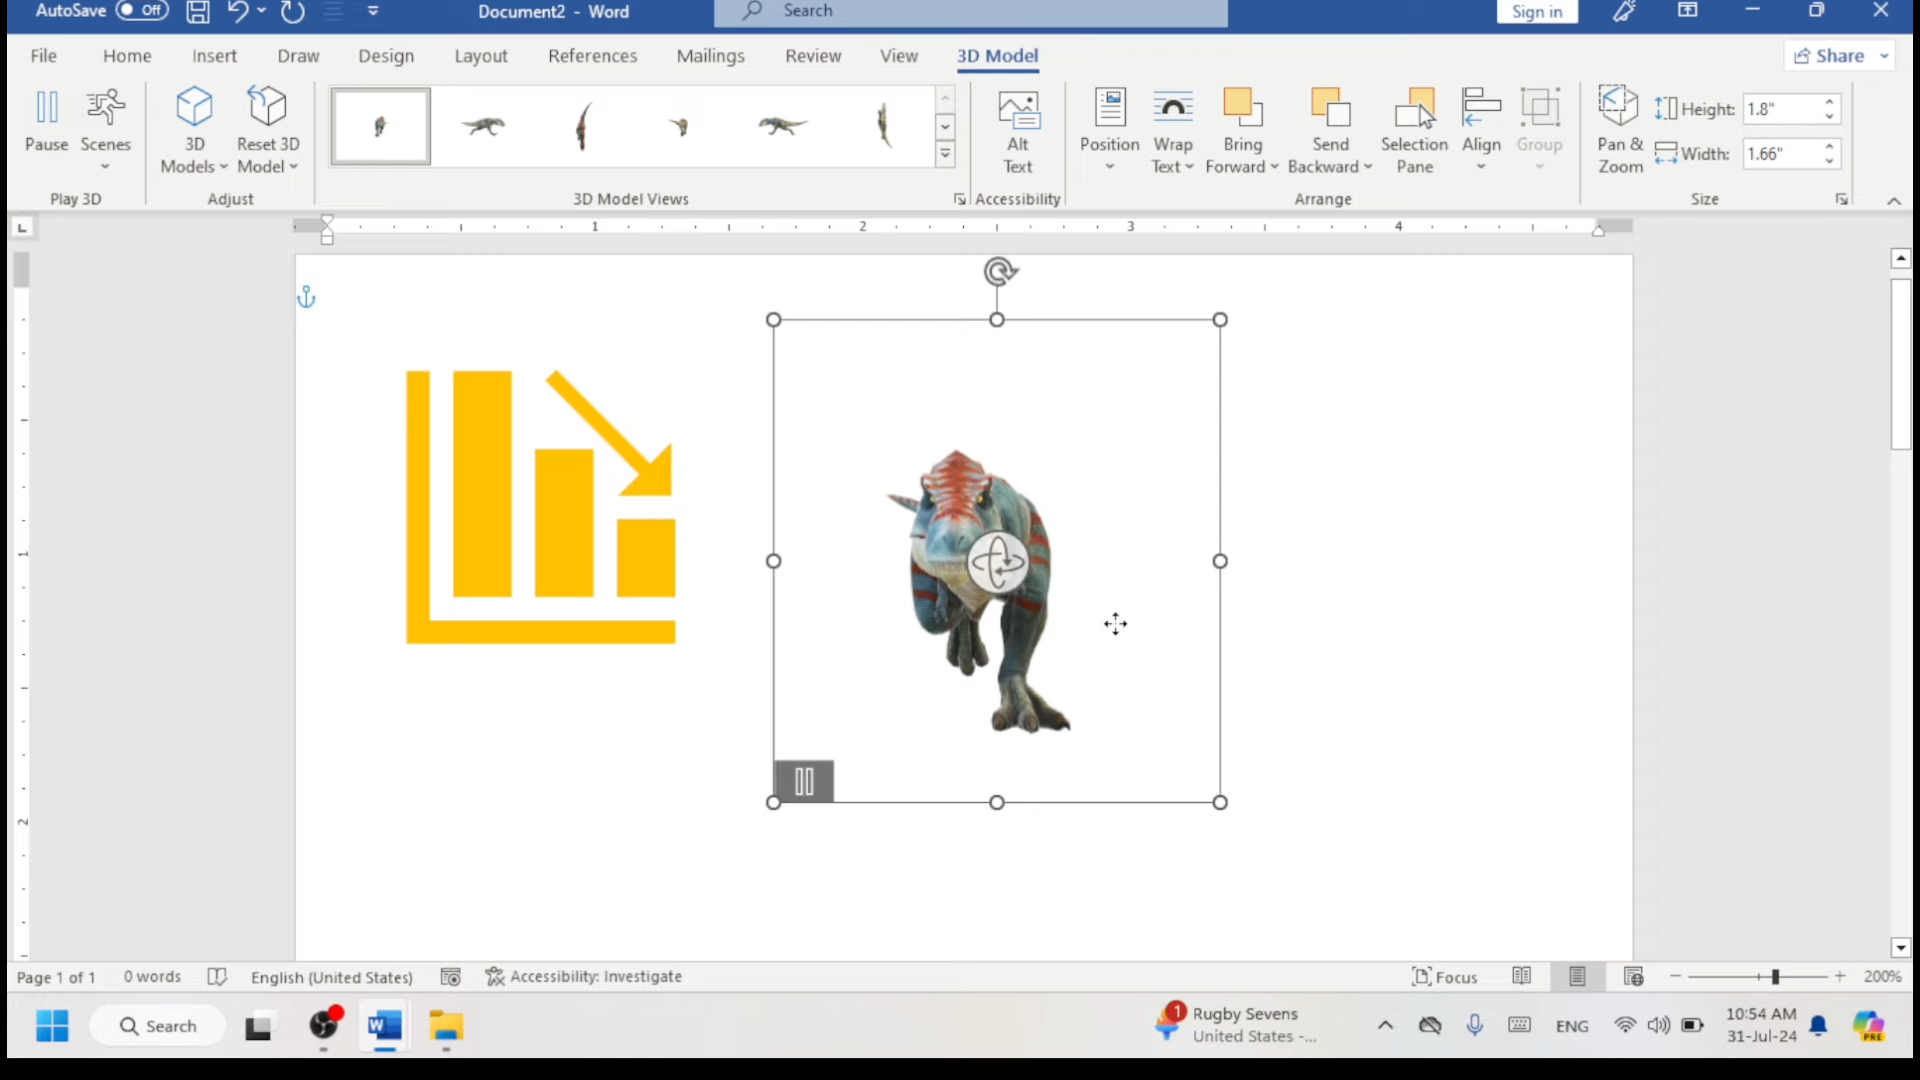 AutoSave Off Document2 - Word Search Sign in
File Home Insert Draw Design Layout References Mailings Review View 3D Model Share
Pause Scenes 3D Models Reset 3D Model Alt Text Position Wrap Text Bring Forward Send Backward Selection Pane Align Group Pan & Zoom Height: 1.8" Width: 1.66"
Play 3D Adjust 3D Model Views Accessibility Arrange Size
L 1 2 3 4
1
2
Page 1 of 1 0 words English (United States) Accessibility: Investigate Focus 200%
Search 1 Rugby Sevens ENG 10:54 AM
United States -... 31-Jul-24 PRE